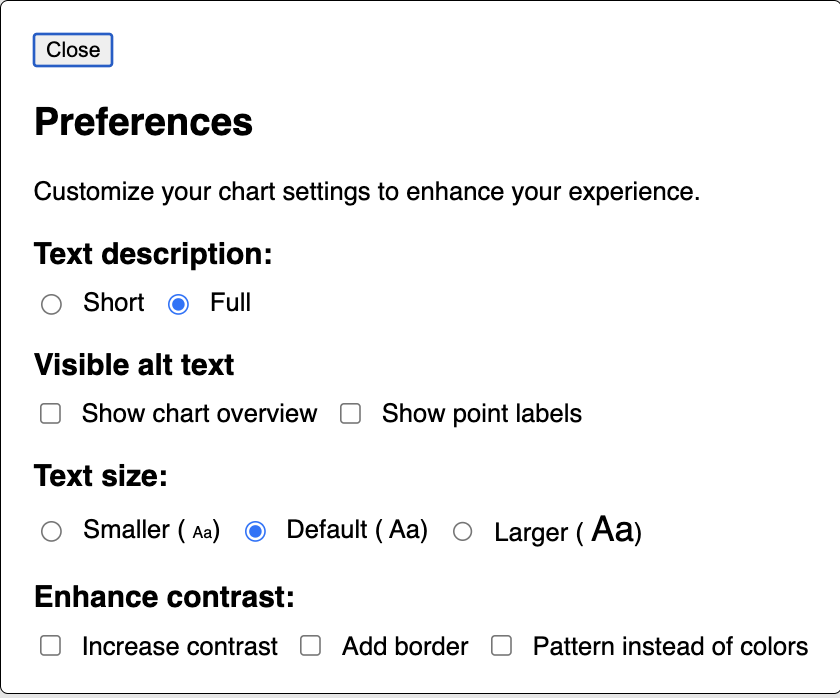 Close
Preferences
Customize your chart settings to enhance your experience.
Text description:
Short Full
Visible alt text
Show chart overview Show point labels
Text size:
Smaller ( Aa) Default ( Aa) Larger ( Aa)
Enhance contrast:
Increase contrast Add border Pattern instead of colors